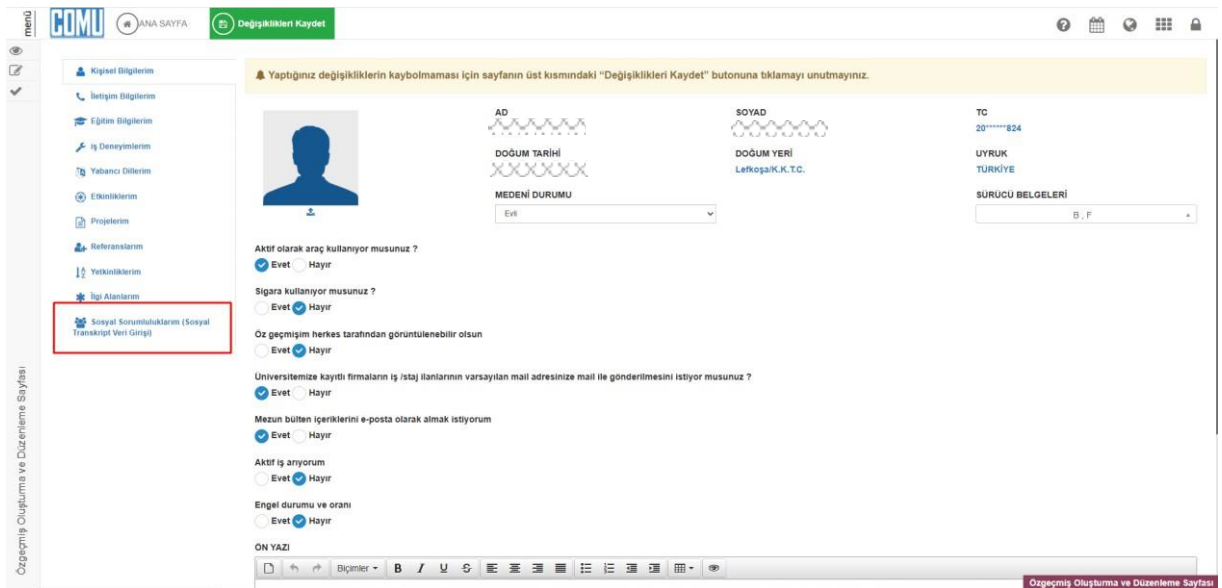 menü
ÇOMÜ
ANA SAYFA
Değişiklikleri Kaydet
Kişisel Bilgilerim
İletişim Bilgilerim
Eğitim Bilgilerim
İş Deneyimlerim
Yabancı Dillerim
Etkinliklerim
Projelerim
Referanslarım
Yetkinliklerim
İlgi Alanlarım
Sosyal Sorumluluklarım (Sosyal
Transkript Veri Girişi)
Yaptığınız değişikliklerin kaybolmaması için sayfanın üst kısmındaki “Değişiklikleri Kaydet” butonuna tıklamayı unutmayınız.
AD
SOYAD
TC
20******824
DOĞUM TARİHİ
DOĞUM YERİ
Lefkoşa/K.K.T.C.
UYRUK
TÜRKİYE
MEDENİ DURUMU
Evli
SÜRÜCÜ BELGELERİ
B , F
Aktif olarak araç kullanıyor musunuz ?
Evet Hayır
Sigara kullanıyor musunuz ?
Evet Hayır
Öz geçmişim herkes tarafından görüntülenebilir olsun
Evet Hayır
Üniversitemize kayıtlı firmaların iş /staj ilanlarının varsayılan mail adresinize mail ile gönderilmesini istiyor musunuz ?
Evet Hayır
Mezun bülten içeriklerini e-posta olarak almak istiyorum
Evet Hayır
Aktif iş arıyorum
Evet Hayır
Engel durumu ve oranı
Evet Hayır
ÖN YAZI
Biçimler B I U S
Özgeçmiş Oluşturma ve Düzenleme Sayfası
Özgeçmiş Oluşturma ve Düzenleme Sayfası